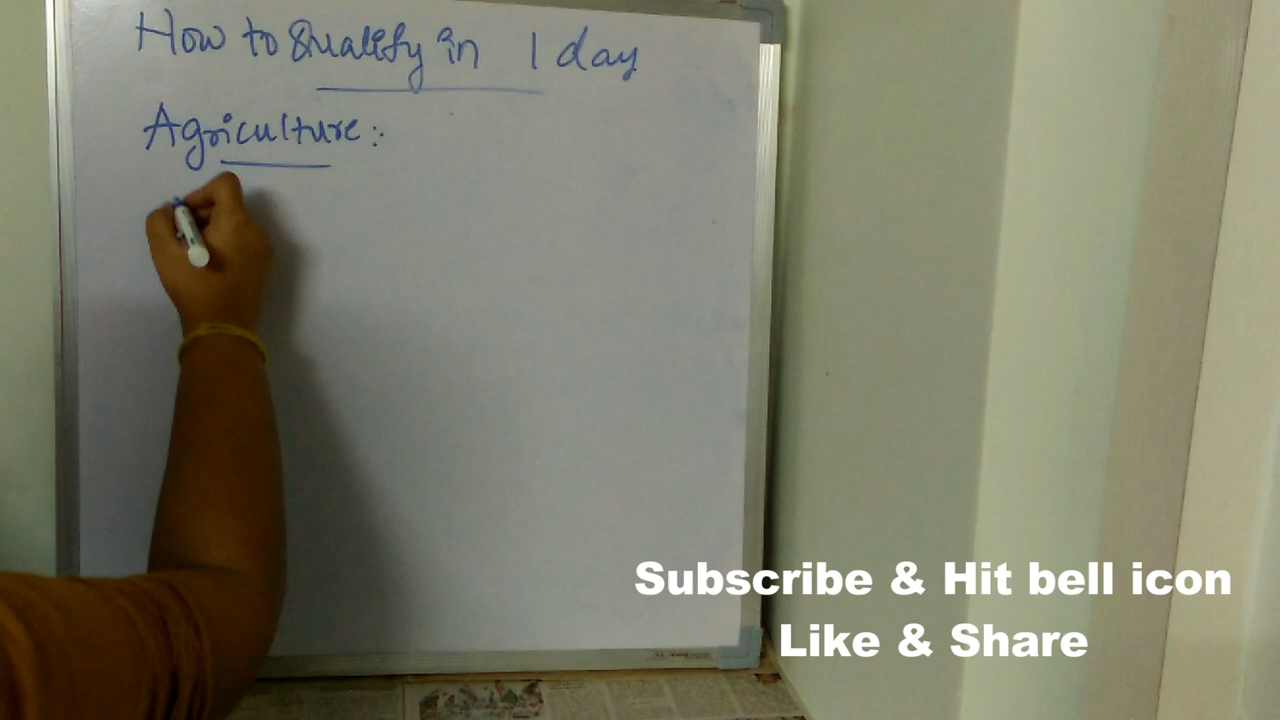 How to Qualify in 1 day
Agriculture:
Subscribe & Hit bell icon
Like & Share